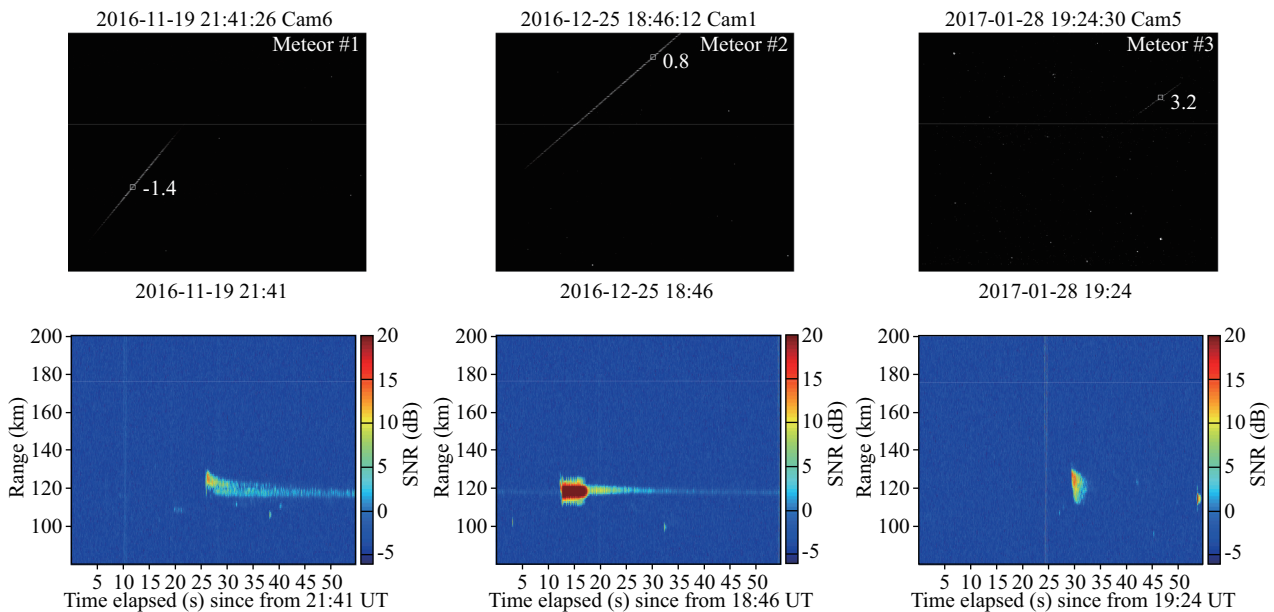 2016-11-19 21:41:26 Cam6
2016-12-25 18:46:12 Cam1
2017-01-28 19:24:30 Cam5
Meteor #1
Meteor #2
Meteor #3
-1.4
0.8
3.2
2016-11-19 21:41
2016-12-25 18:46
2017-01-28 19:24
200
180
160
140
120
100
Range (km)
20
15
10
5
0
-5
SNR (dB)
5 10 15 20 25 30 35 40 45 50
Time elapsed (s) since from 21:41 UT
200
180
160
140
120
100
Range (km)
20
15
10
5
0
-5
SNR (dB)
5 10 15 20 25 30 35 40 45 50
Time elapsed (s) since from 18:46 UT
200
180
160
140
120
100
Range (km)
20
15
10
5
0
-5
SNR (dB)
5 10 15 20 25 30 35 40 45 50
Time elapsed (s) since from 19:24 UT